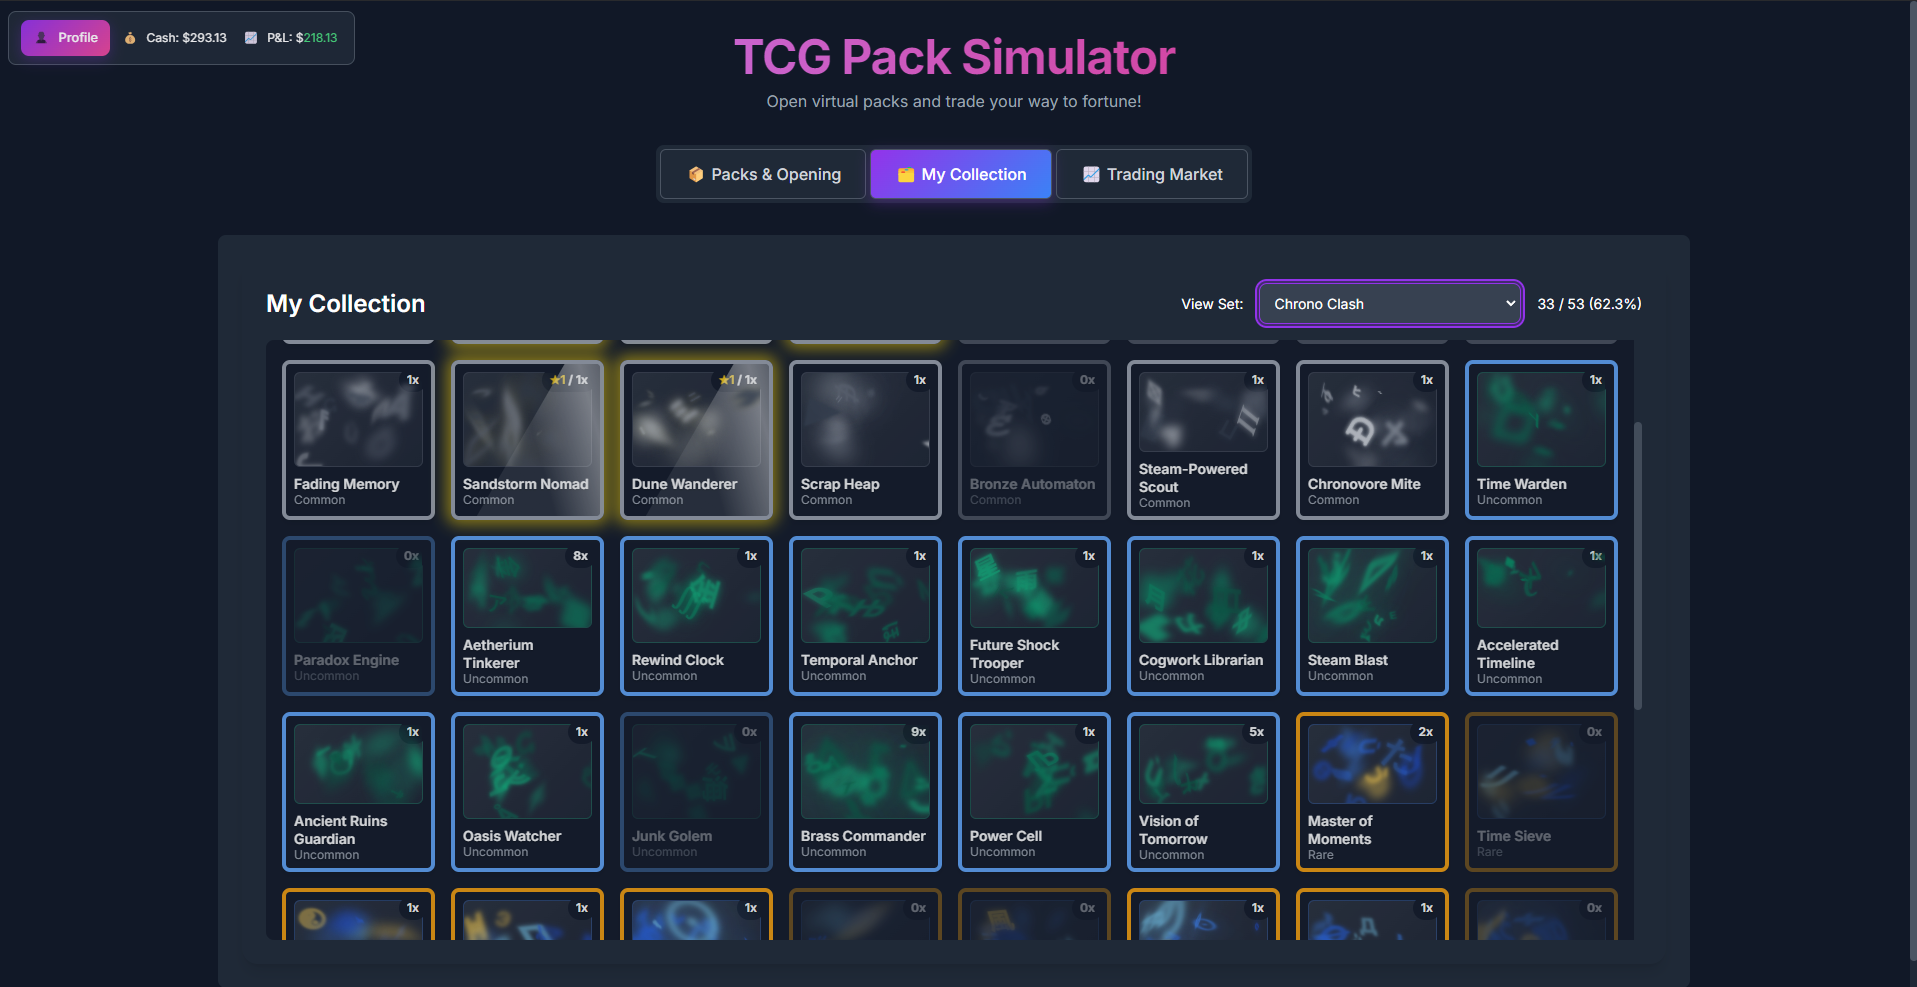 Profile
Cash: $293.13
P&L: $218.13
TCG Pack Simulator
Open virtual packs and trade your way to fortune!
Packs & Opening
My Collection
Trading Market
My Collection
View Set:
Chrono Clash
33 / 53 (62.3%)
1x
Fading Memory
Common
★1 / 1x
Sandstorm Nomad
Common
★1 / 1x
Dune Wanderer
Common
1x
Scrap Heap
Common
0x
Bronze Automaton
Common
1x
Steam-Powered
Scout
Common
1x
Chronovore Mite
Common
1x
Time Warden
Uncommon
0x
Paradox Engine
Uncommon
8x
Aetherium
Tinkerer
Uncommon
1x
Rewind Clock
Uncommon
1x
Temporal Anchor
Uncommon
1x
Future Shock
Trooper
Uncommon
1x
Cogwork Librarian
Uncommon
1x
Steam Blast
Uncommon
1x
Accelerated
Timeline
Uncommon
1x
Ancient Ruins
Guardian
Uncommon
1x
Oasis Watcher
Uncommon
0x
Junk Golem
Uncommon
9x
Brass Commander
Uncommon
1x
Power Cell
Uncommon
5x
Vision of
Tomorrow
Uncommon
2x
Master of
Moments
Rare
0x
Time Sieve
Rare
1x
1x
1x
0x
0x
1x
1x
0x